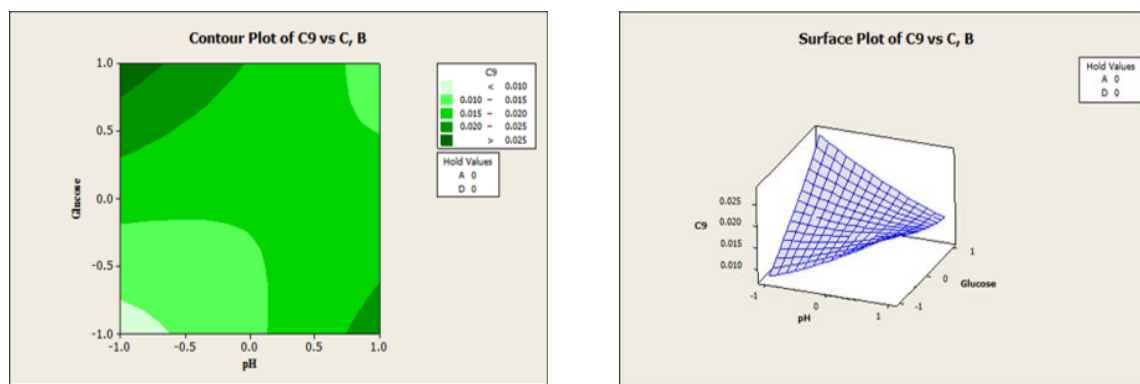 Contour Plot of C9 vs C, B
1.0
0.5
0.0
-0.5
-1.0
Glucose
-1.0 -0.5 0.0 0.5 1.0
pH
C9
< 0.010
0.010 - 0.015
0.015 - 0.020
0.020 - 0.025
> 0.025
Hold Values
A 0
D 0
Surface Plot of C9 vs C, B
Hold Values
A 0
D 0
0.025
0.020
0.015
0.010
C9
-1 0 1
pH
1
0
-1
Glucose